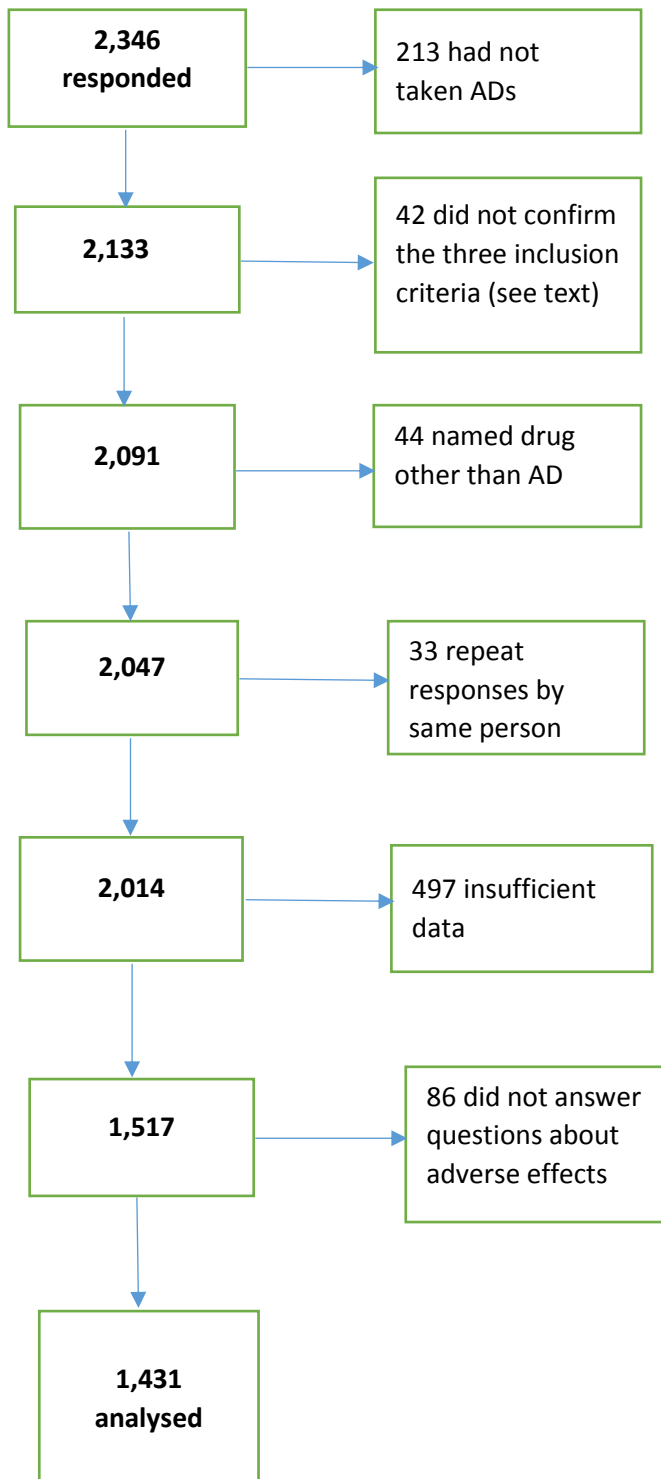 2,346
responded
213 had not
taken ADs
2,133
42 did not confirm
the three inclusion
criteria (see text)
2,091
44 named drug
other than AD
2,047
33 repeat
responses by
same person
2,014
497 insufficient
data
1,517
86 did not answer
questions about
adverse effects
1,431
analysed